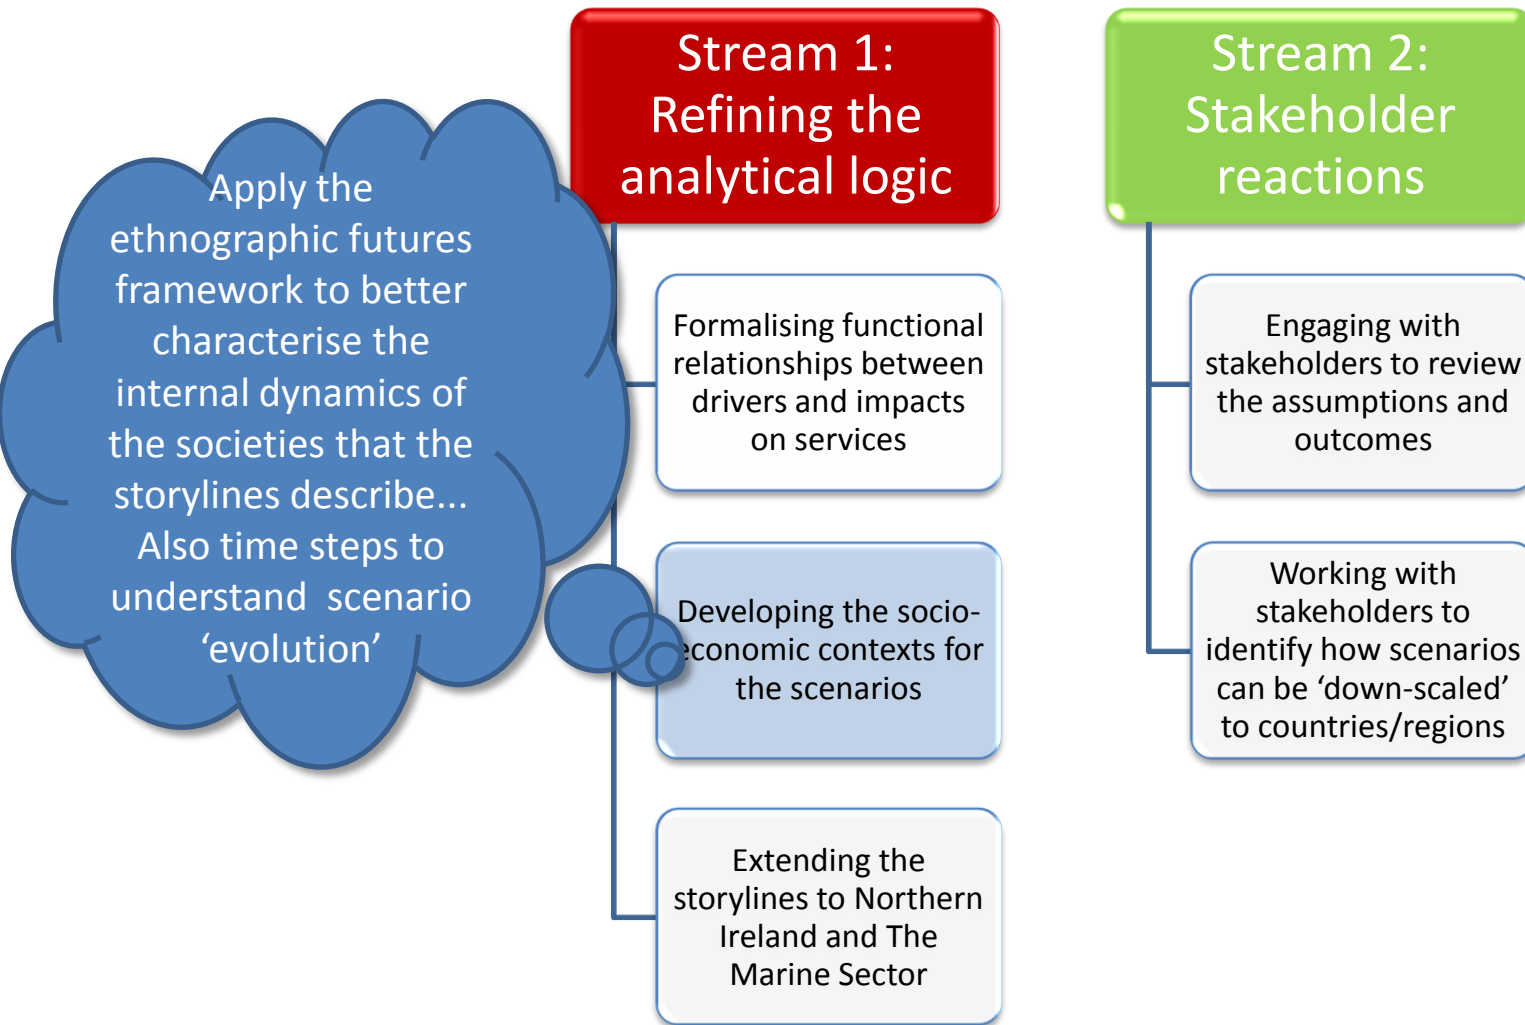 Stream 1:
Refining the
analytical logic
Stream 2:
Stakeholder
reactions
Apply the
ethnographic futures
framework to better
characterise the
internal dynamics of
the societies that the
storylines describe...
Also time steps to
understand  scenario
‘evolution’
Formalising functional
relationships between
drivers and impacts
on services
Developing the socio-
economic contexts for
the scenarios
Extending the
storylines to Northern
Ireland and The
Marine Sector
Engaging with
stakeholders to review
the assumptions and
outcomes
Working with
stakeholders to
identify how scenarios
can be ‘down-scaled’
to countries/regions